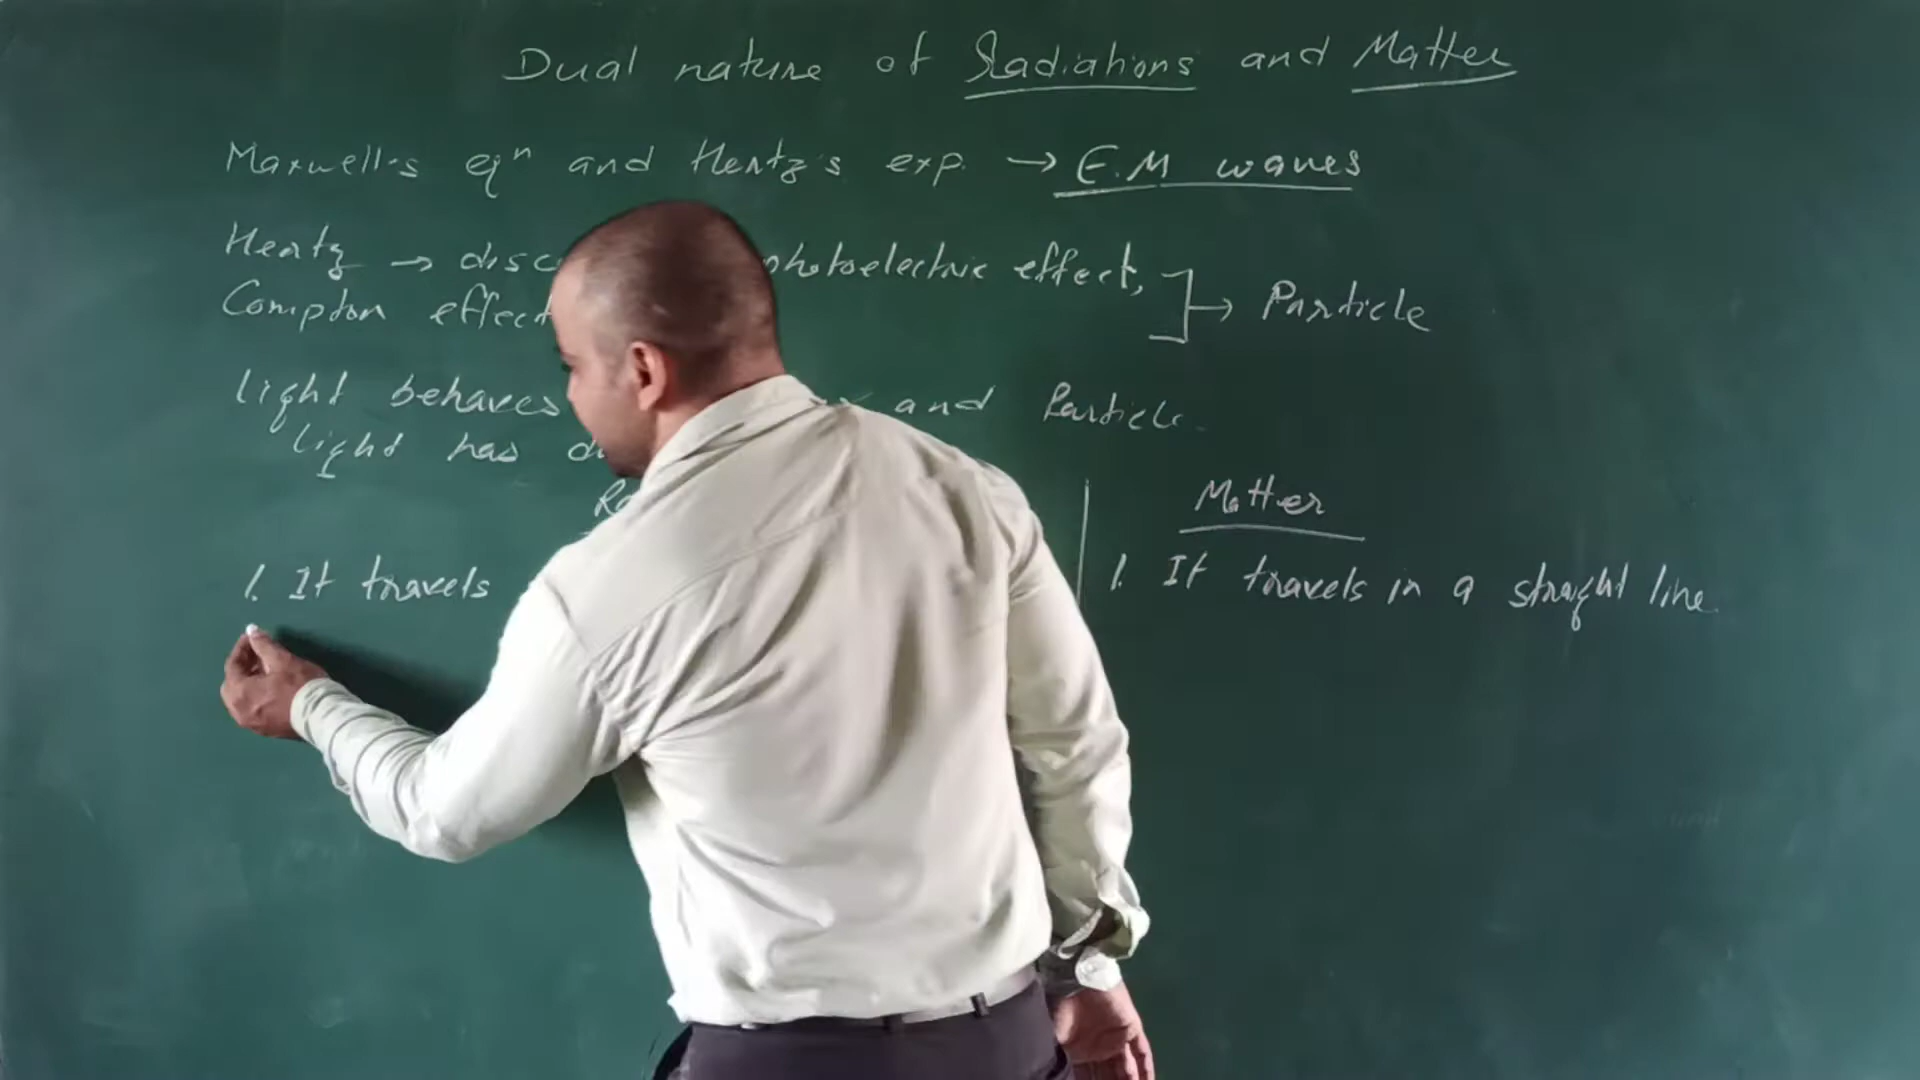 Dual nature of Radiations and Matter
Maxwell's eqⁿ and Hertz's exp. → E.M waves
Hertz → photoelectric effect,
Compton effect → Particle
light behaves and Particle.
light has
Matter
1. It travels
1. It travels in a straight line.